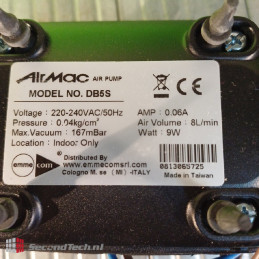 AIRMAC AIR PUMP
MODEL NO. DB5S
Voltage : 220-240VAC/50Hz AMP : 0.06A
Pressure : 0.04kg/cm² Air Volume : 8L/min
Max.Vacuum : 167mBar Watt : 9W
Location : Indoor Only
emme com Distributed By
www.emmecomsrl.com
Cologno M. se (MI) -ITALY
0613065725
Made in Taiwan
SecondTech.nl